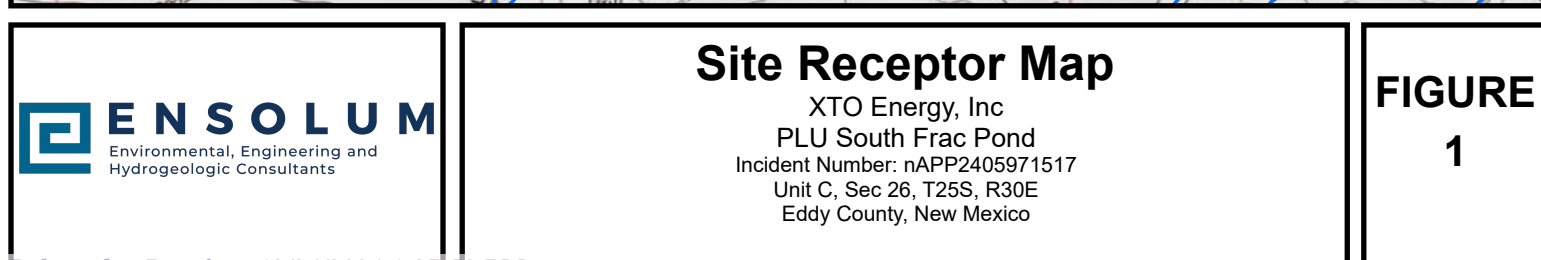 ENSOLUM
Environmental, Engineering and
Hydrogeologic Consultants
Site Receptor Map
XTO Energy, Inc
PLU South Frac Pond
Incident Number: nAPP2405971517
Unit C, Sec 26, T25S, R30E
Eddy County, New Mexico
FIGURE
1